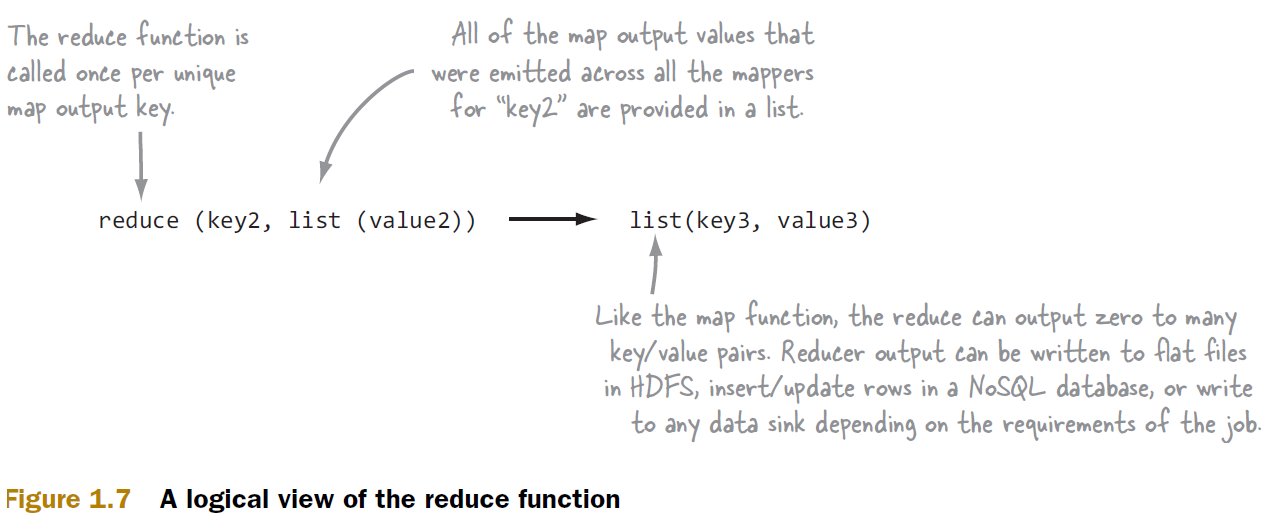 The reduce function is
called once per unique
map output key.
All of the map output values that
were emitted across all the mappers
for “key2” are provided in a list.
reduce (key2, list (value2))
list(key3, value3)
Like the map function, the reduce can output zero to many
key/value pairs. Reducer output can be written to flat files
in HDFS, insert/update rows in a NoSQL database, or write
to any data sink depending on the requirements of the job.
Figure 1.7 A logical view of the reduce function